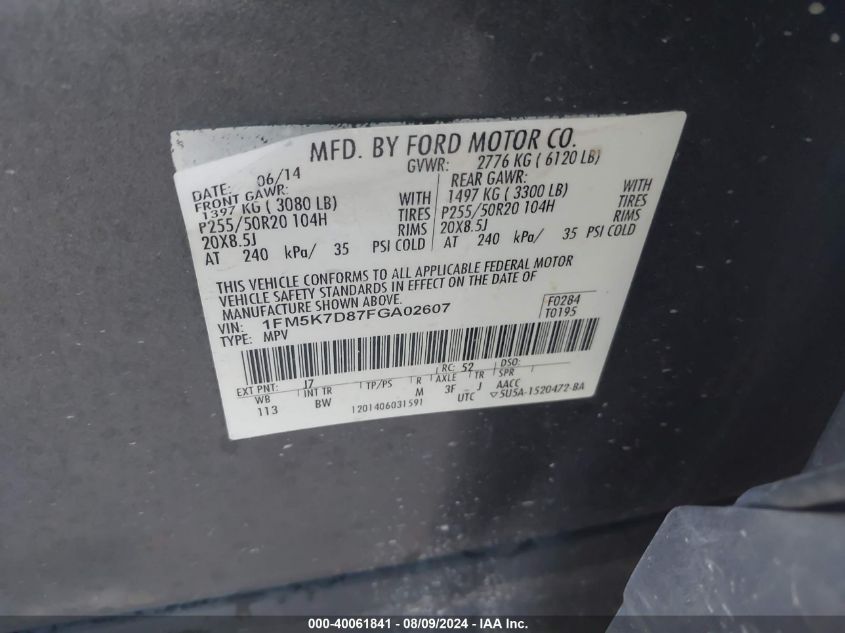 MFD. BY FORD MOTOR CO.
DATE: 06/14 GVWR: 2776 KG ( 6120 LB)
FRONT GAWR: REAR GAWR:
1397 KG ( 3080 LB) WITH 1497 KG ( 3300 LB) WITH
P255/50R20 104H TIRES P255/50R20 104H TIRES
20X8.5J RIMS 20X8.5J RIMS
AT 240 kPa/ 35 PSI COLD AT 240 kPa/ 35 PSI COLD
THIS VEHICLE CONFORMS TO ALL APPLICABLE FEDERAL MOTOR
VEHICLE SAFETY STANDARDS IN EFFECT ON THE DATE OF
MANUFACTURE SHOWN ABOVE.
VIN: 1FM5K7D87FGA02607 F0284
TYPE: MPV T0195
EXT PNT: J7 RC: 52 DSO:
WB INT TR TP/PS R AXLE TR SPR
113 BW M 3F _ J AACC
1201406031591 UTC ▽5U5A-1520472-BA
000-40061841 - 08/09/2024 - IAA Inc.